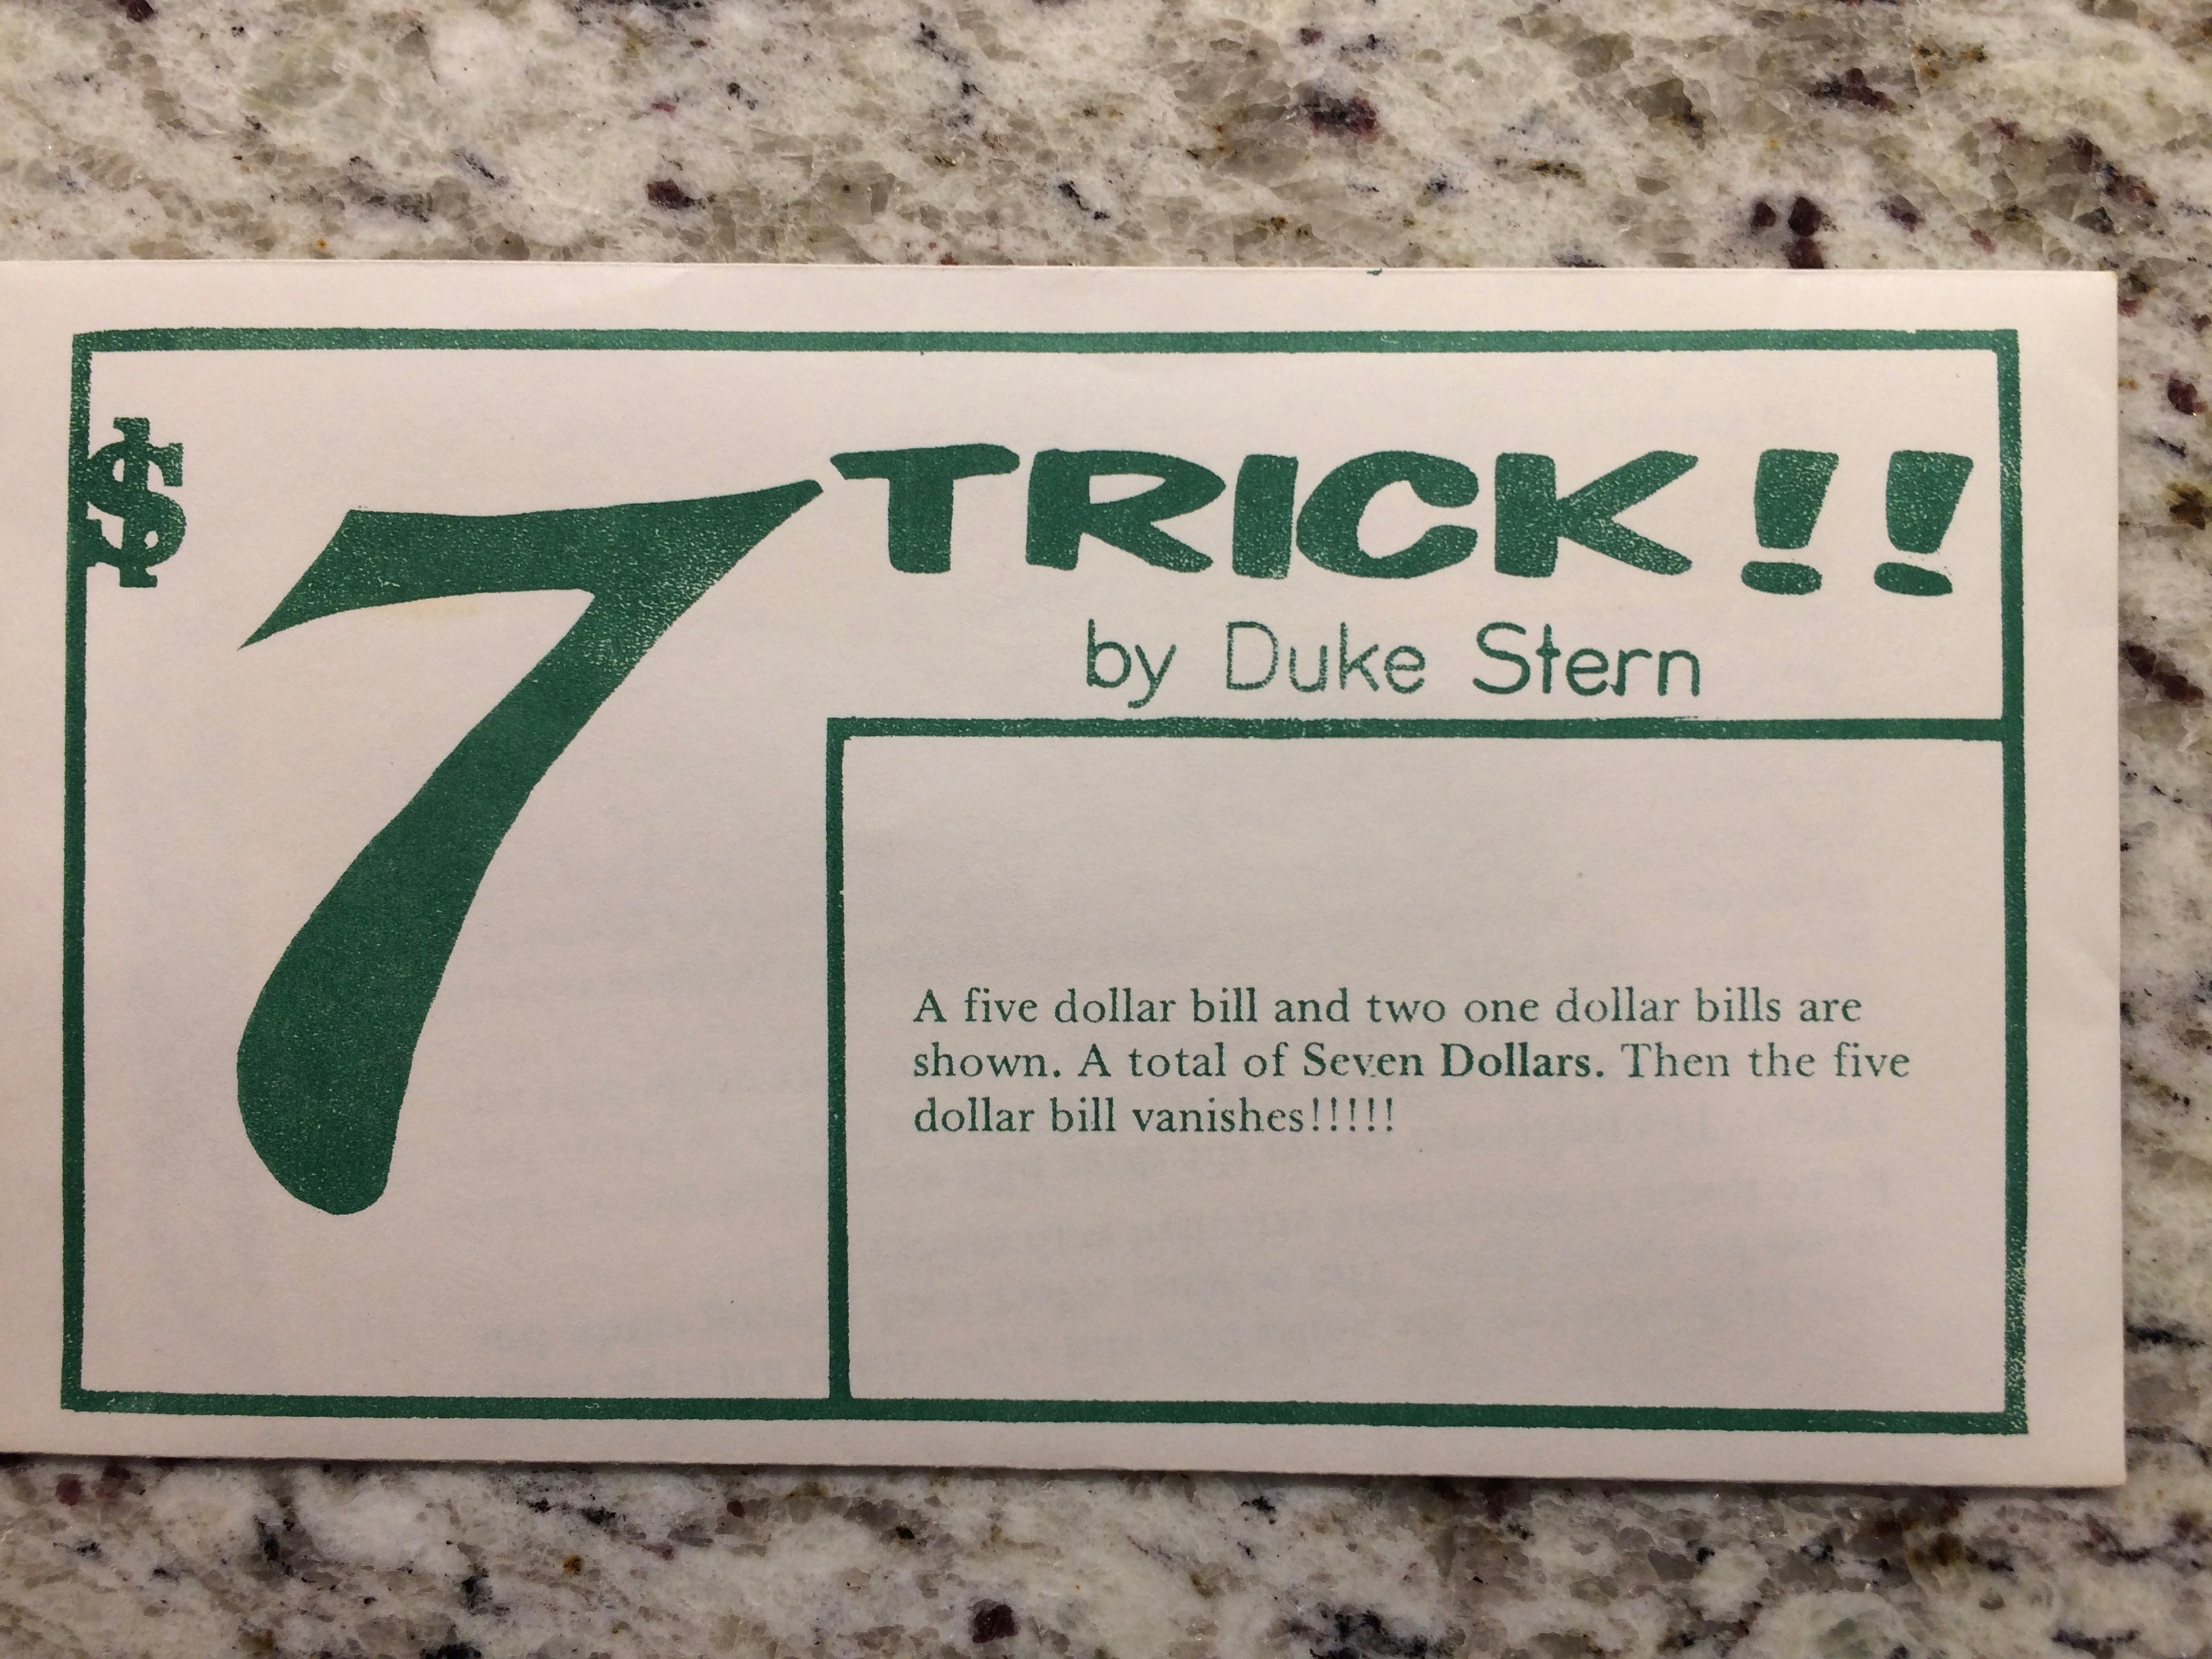 $7 TRICK!!
by Duke Stern
A five dollar bill and two one dollar bills are
shown. A total of Seven Dollars. Then the five
dollar bill vanishes!!!!!